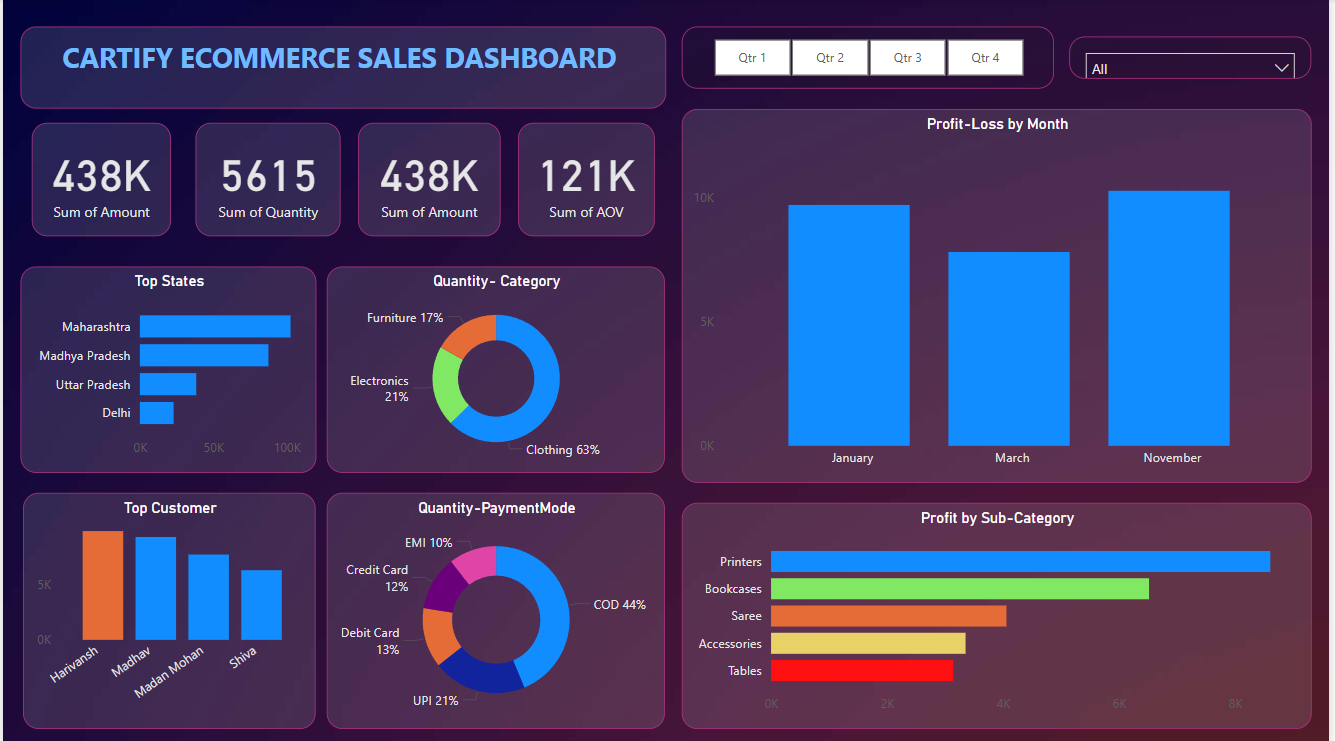 CARTIFY ECOMMERCE SALES DASHBOARD
Qtr 1
Qtr 2
Qtr 3
Qtr 4
All
438K
Sum of Amount
5615
Sum of Quantity
438K
Sum of Amount
121K
Sum of AOV
Profit-Loss by Month
10K
5K
0K
January
March
November
Top States
Maharashtra
Madhya Pradesh
Uttar Pradesh
Delhi
0K
50K
100K
Quantity- Category
Furniture 17%
Electronics
21%
Clothing 63%
Top Customer
5K
0K
Harivansh
Madhav
Madan Mohan
Shiva
Quantity-PaymentMode
EMI 10%
Credit Card
12%
Debit Card
13%
UPI 21%
COD 44%
Profit by Sub-Category
Printers
Bookcases
Saree
Accessories
Tables
0K
2K
4K
6K
8K